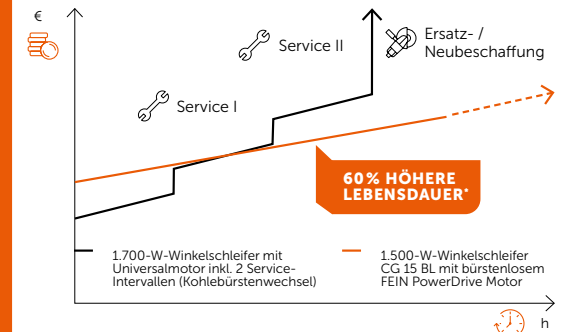 €
Service I
Service II
Ersatz- /
Neubeschaffung
60% HÖHERE
LEBENSDAUER*
1.700-W-Winkelschleifer mit
Universalmotor inkl. 2 Service-
Intervallen (Kohlebürstenwechsel)
1.500-W-Winkelschleifer
CG 15 BL mit bürstenlosem
FEIN PowerDrive Motor
h